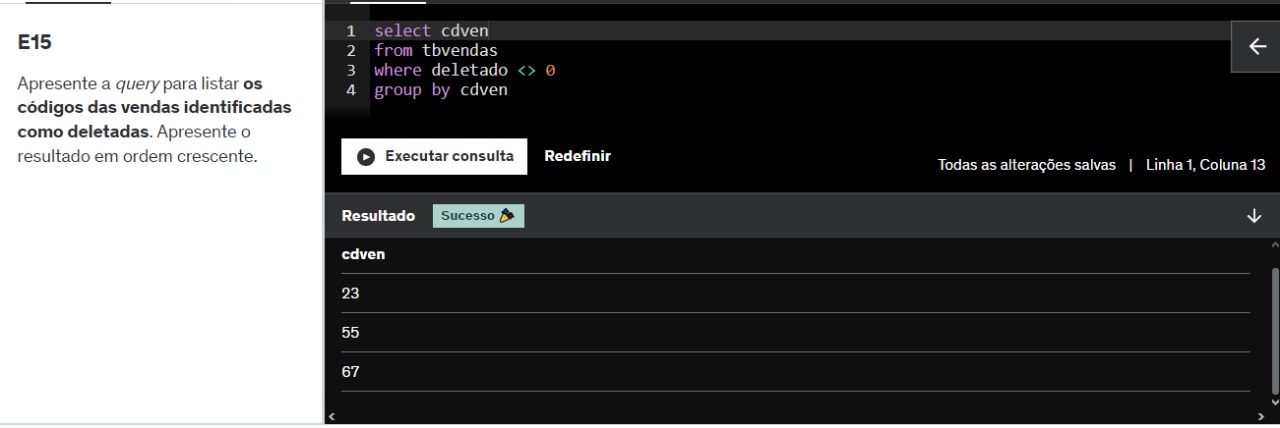 E15
Apresente a query para listar os
códigos das vendas identificadas
como deletadas. Apresente o
resultado em ordem crescente.
1 select cdven
2 from tbvendas
3 where deletado <> 0
4 group by cdven
Executar consulta Redefinir
Todas as alterações salvas | Linha 1, Coluna 13
Resultado Sucesso 🎉
cdven
23
55
67